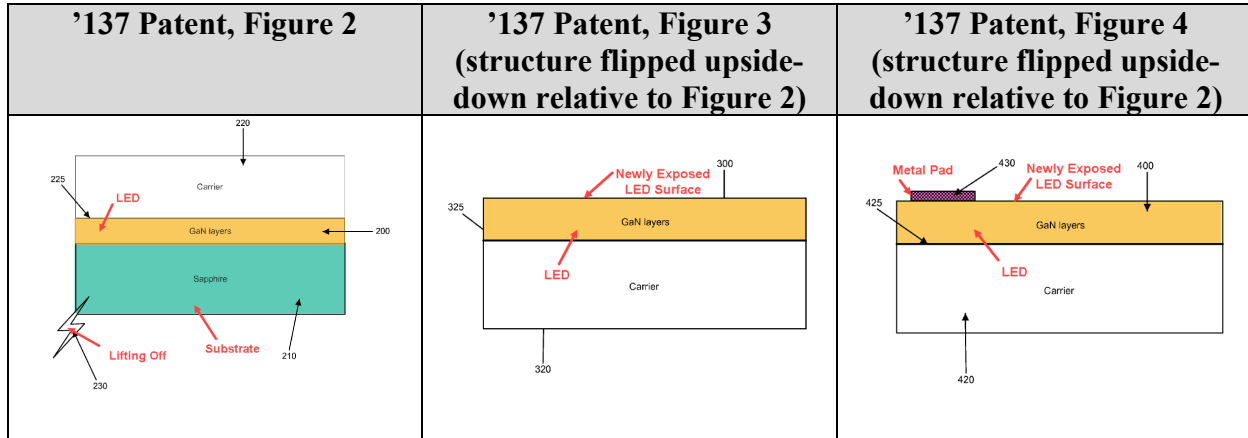 ’137 Patent, Figure 2
’137 Patent, Figure 3
(structure flipped upside-
down relative to Figure 2)
’137 Patent, Figure 4
(structure flipped upside-
down relative to Figure 2)
220
Carrier
225
LED
GaN layers
200
Sapphire
Lifting Off
Substrate
210
230
Newly Exposed
LED Surface
300
325
GaN layers
LED
Carrier
320
Metal Pad
430
Newly Exposed
LED Surface
400
425
GaN layers
LED
Carrier
420